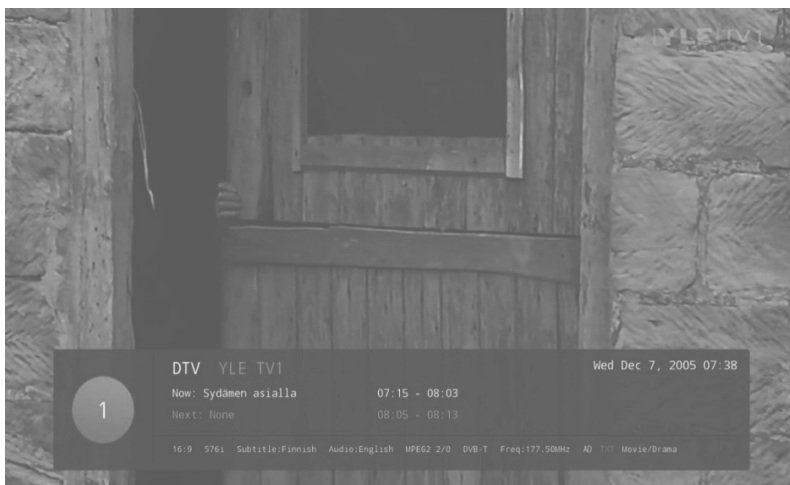 YLE TV1
DTV YLE TV1
Wed Dec 7, 2005 07:38
Now: Sydämen asialla 07:15 - 08:03
1
Next: None 08:05 - 08:13
16:9 576i Subtitle:Finnish Audio:English MPEG2 2/0 DVB-T Freq:177.50MHz AD TXT Movie/Drama